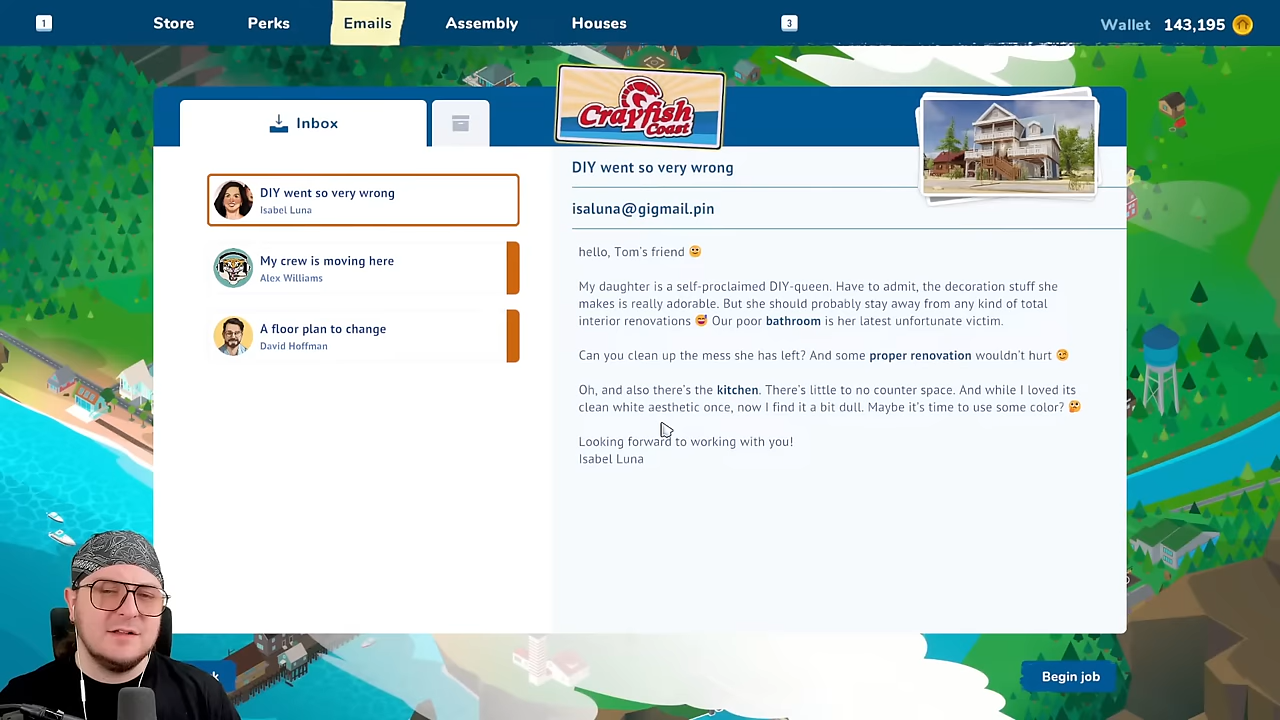 1
Store
Perks
Emails
Assembly
Houses
3
Wallet 143,195
Inbox
Crayfish
Coast
DIY went so very wrong
Isabel Luna
My crew is moving here
Alex Williams
A floor plan to change
David Hoffman
DIY went so very wrong
isaluna@gigmail.pin
hello, Tom's friend 🙂
My daughter is a self-proclaimed DIY-queen. Have to admit, the decoration stuff she
makes is really adorable. But she should probably stay away from any kind of total
interior renovations 😅 Our poor bathroom is her latest unfortunate victim.
Can you clean up the mess she has left? And some proper renovation wouldn't hurt 😉
Oh, and also there's the kitchen. There's little to no counter space. And while I loved its
clean white aesthetic once, now I find it a bit dull. Maybe it's time to use some color? 🤔
Looking forward to working with you!
Isabel Luna
Begin job